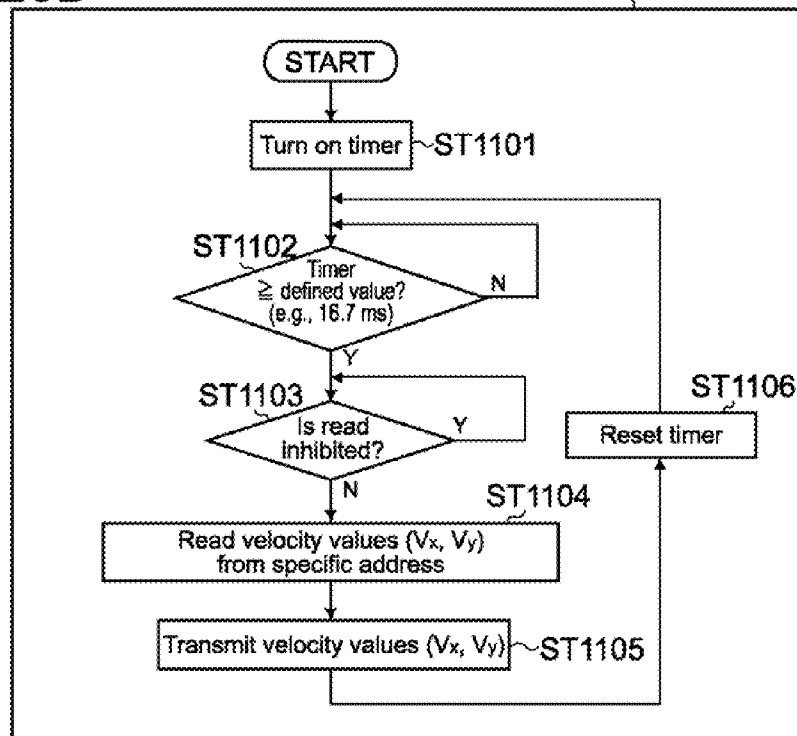 START
Turn on timer
ST1101
ST1102
Timer
≧ defined value?
(e.g., 16.7 ms)
N
Y
ST1103
Is read
inhibited?
Y
N
ST1106
Reset timer
ST1104
Read velocity values (Vx, Vy)
from specific address
Transmit velocity values (Vx, Vy)
ST1105